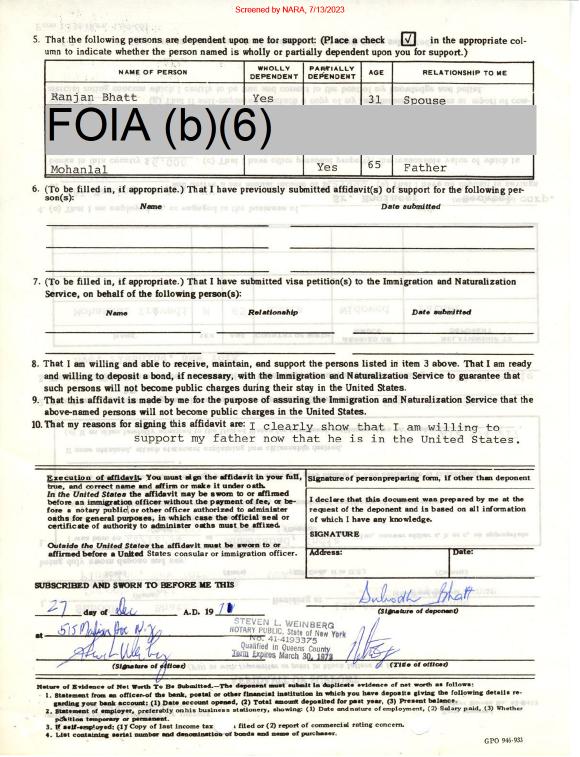 Screened by NARA, 7/13/2023
5. That the following persons are dependent upon me for support: (Place a check √ in the appropriate col-
umn to indicate whether the person named is wholly or partially dependent upon you for support.)
NAME OF PERSON WHOLLY DEPENDENT PARTIALLY DEPENDENT AGE RELATIONSHIP TO ME
Ranjan Bhatt Yes 31 Spouse
FOIA (b)(6)
Mohanlal Yes 65 Father
6. (To be filled in, if appropriate.) That I have previously submitted affidavit(s) of support for the following per-
son(s):
Name Date submitted
7. (To be filled in, if appropriate.) That I have submitted visa petition(s) to the Immigration and Naturalization
Service, on behalf of the following person(s):
Name Relationship Date submitted
8. That I am willing and able to receive, maintain, and support the persons listed in item 3 above. That I am ready
and willing to deposit a bond, if necessary, with the Immigration and Naturalization Service to guarantee that
such persons will not become public charges during their stay in the United States.
9. That this affidavit is made by me for the purpose of assuring the Immigration and Naturalization Service that the
above-named persons will not become public charges in the United States.
10. That my reasons for signing this affidavit are: I clearly show that I am willing to
support my father now that he is in the United States.
Execution of affidavit. You must sign the affidavit in your full,
true, and correct name and affirm or make it under oath.
In the United States the affidavit may be sworn to or affirmed
before an immigration officer without the payment of fee, or be-
fore a notary public or other officer authorized to administer
oaths for general purposes, in which case the official seal or
certificate of authority to administer oaths must be affixed.
Outside the United States the affidavit must be sworn to or
affirmed before a United States consular or immigration officer.
Signature of person preparing form, if other than deponent
I declare that this document was prepared by me at the
request of the deponent and is based on all information
of which I have any knowledge.
SIGNATURE
Address: Date:
SUBSCRIBED AND SWORN TO BEFORE ME THIS
27 day of Dec A.D. 19 71
Bhatt
(Signature of deponent)
at 515 Madison Ave N.Y.
STEVEN L. WEINBERG
NOTARY PUBLIC, State of New York
No. 41-4193375
Qualified in Queens County
Term Expires March 30, 1973
(Signature of officer) (Title of officer)
Nature of Evidence of Net Worth To Be Submitted.—The deponent must submit in duplicate evidence of net worth as follows:
1. Statement from officer of the bank, postal or other financial institution in which you have deposits giving the following details re-
garding your bank account: (1) Date account opened, (2) Total amount deposited for past year, (3) Present balance.
2. Statement of employer, preferably on his business stationery, showing: (1) Date and nature of employment, (2) Salary paid, (3) Whether
position temporary or permanent.
3. If self-employed: (1) Copy of last income tax filed or (2) report of commercial rating concern.
4. List containing serial number and denomination of bonds and name of purchaser.
GPO 946-933